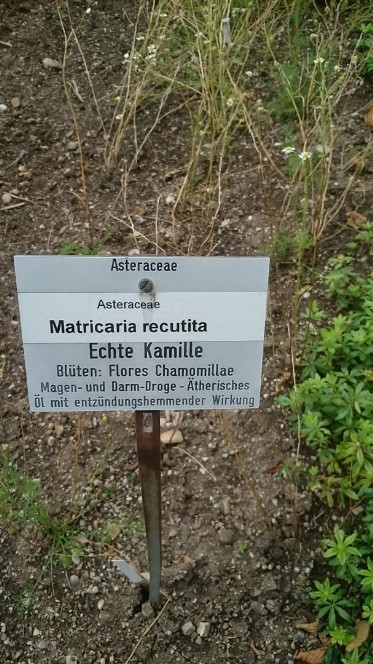 Asteraceae
Asteraceae
Matricaria recutita
Echte Kamille
Blüten: Flores Chamomillae
Magen- und Darm-Droge - Ätherisches
Öl mit entzündungshemmender Wirkung